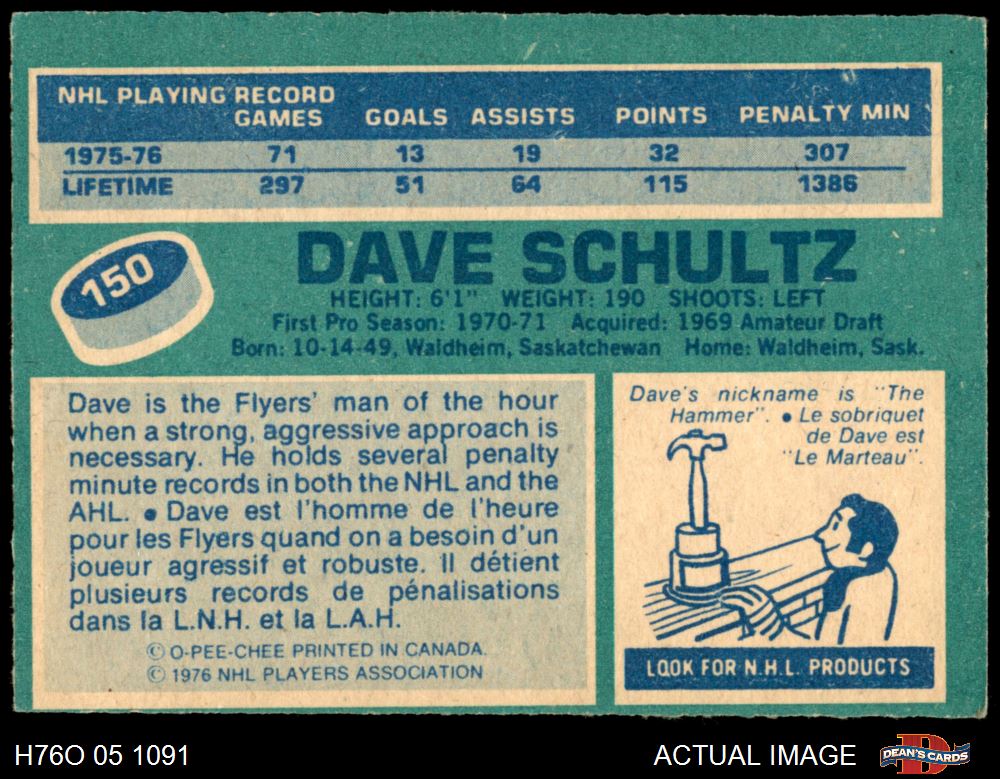 NHL PLAYING RECORD
GAMES GOALS ASSISTS POINTS PENALTY MIN
1975-76 71 13 19 32 307
LIFETIME 297 51 64 115 1386
150
DAVE SCHULTZ
HEIGHT: 6'1" WEIGHT: 190 SHOOTS: LEFT
First Pro Season: 1970-71 Acquired: 1969 Amateur Draft
Born: 10-14-49, Waldheim, Saskatchewan Home: Waldheim, Sask.
Dave is the Flyers' man of the hour
when a strong, aggressive approach is
necessary. He holds several penalty
minute records in both the NHL and the
AHL. ● Dave est l'homme de l'heure
pour les Flyers quand on a besoin d'un
joueur agressif et robuste. Il détient
plusieurs records de pénalisations
dans la L.N.H. et la L.A.H.
© O-PEE-CHEE PRINTED IN CANADA.
© 1976 NHL PLAYERS ASSOCIATION
Dave's nickname is "The
Hammer". ● Le sobriquet
de Dave est
"Le Marteau".
LOOK FOR N.H.L. PRODUCTS
H76O 05 1091
ACTUAL IMAGE
D
DEAN'S CARDS